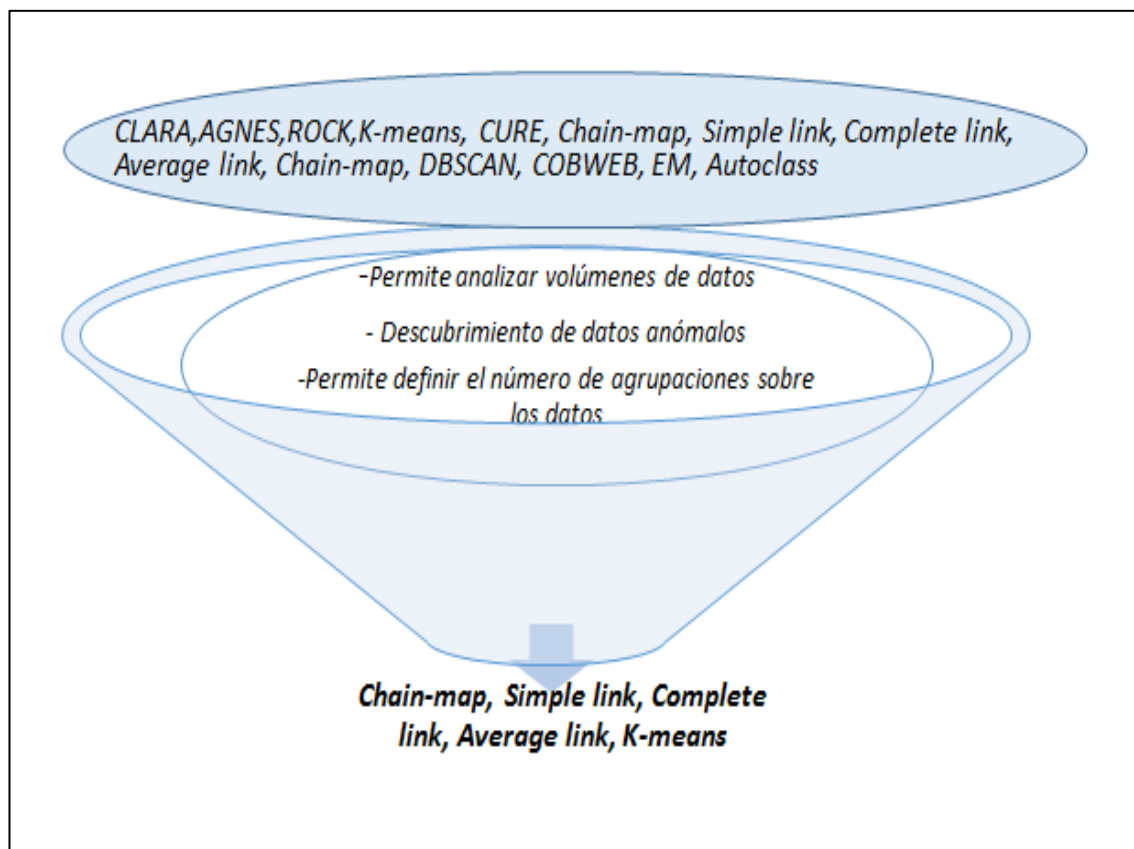 CLARA,AGNES,ROCK,K-means, CURE, Chain-map, Simple link, Complete link,
Average link, Chain-map, DBSCAN, COBWEB, EM, Autoclass
-Permite analizar volúmenes de datos
- Descubrimiento de datos anómalos
-Permite definir el número de agrupaciones sobre
los datos
Chain-map, Simple link, Complete
link, Average link, K-means